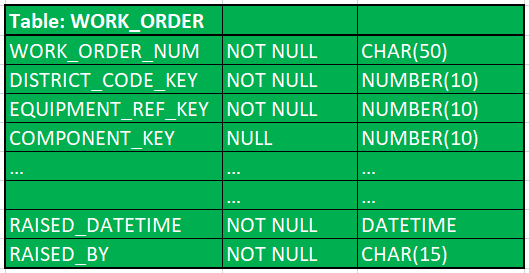 Table: WORK_ORDER
WORK_ORDER_NUM NOT NULL CHAR(50)
DISTRICT_CODE_KEY NOT NULL NUMBER(10)
EQUIPMENT_REF_KEY NOT NULL NUMBER(10)
COMPONENT_KEY NULL NUMBER(10)
... ... ...
... ...
RAISED_DATETIME NOT NULL DATETIME
RAISED_BY NOT NULL CHAR(15)